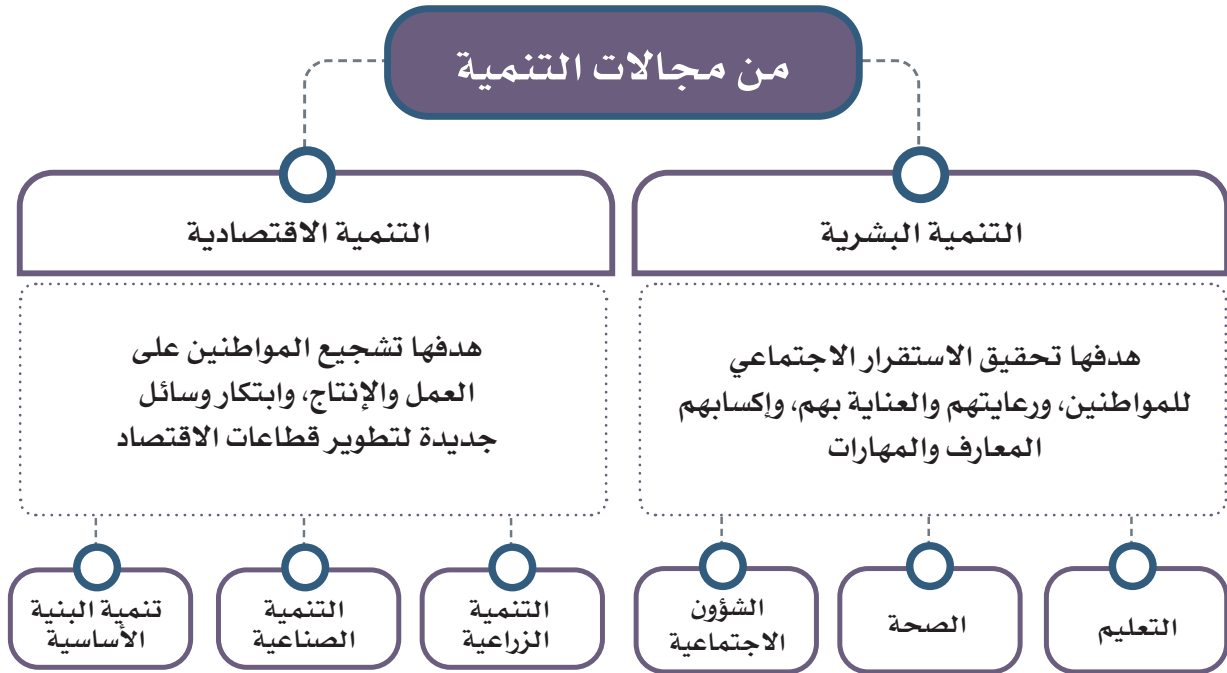 من مجالات التنمية
التنمية البشرية
هدفها تحقيق الاستقرار الاجتماعي
للمواطنين، ورعايتهم والعناية بهم، وإكسابهم
المعارف والمهارات
التعليم
الصحة
الشؤون
الاجتماعية
التنمية الاقتصادية
هدفها تشجيع المواطنين على
العمل والإنتاج، وابتكار وسائل
جديدة لتطوير قطاعات الاقتصاد
التنمية
الزراعية
التنمية
الصناعية
تنمية البنية
الأساسية